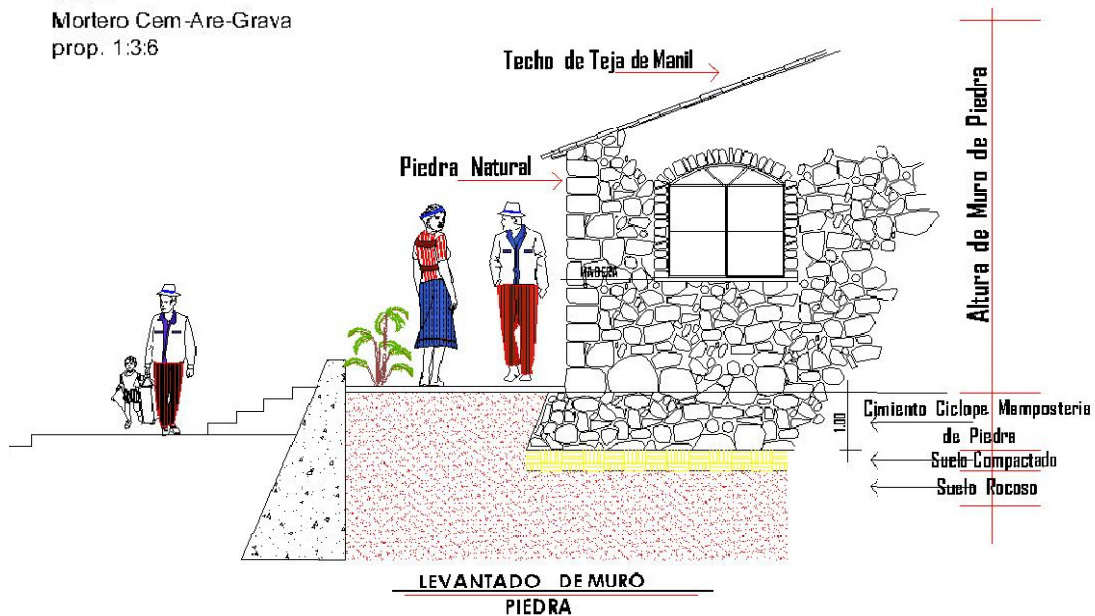 Mortero Cem-Are-Grava
prop. 1:3:6
Techo de Teja de Manil
Piedra Natural
MADERA
Altura de Muro de Piedra
1.00
Cimiento Ciclope Mamposteria
de Piedra
Suelo Compactado
Suelo Rocoso
LEVANTADO DE MURO
PIEDRA